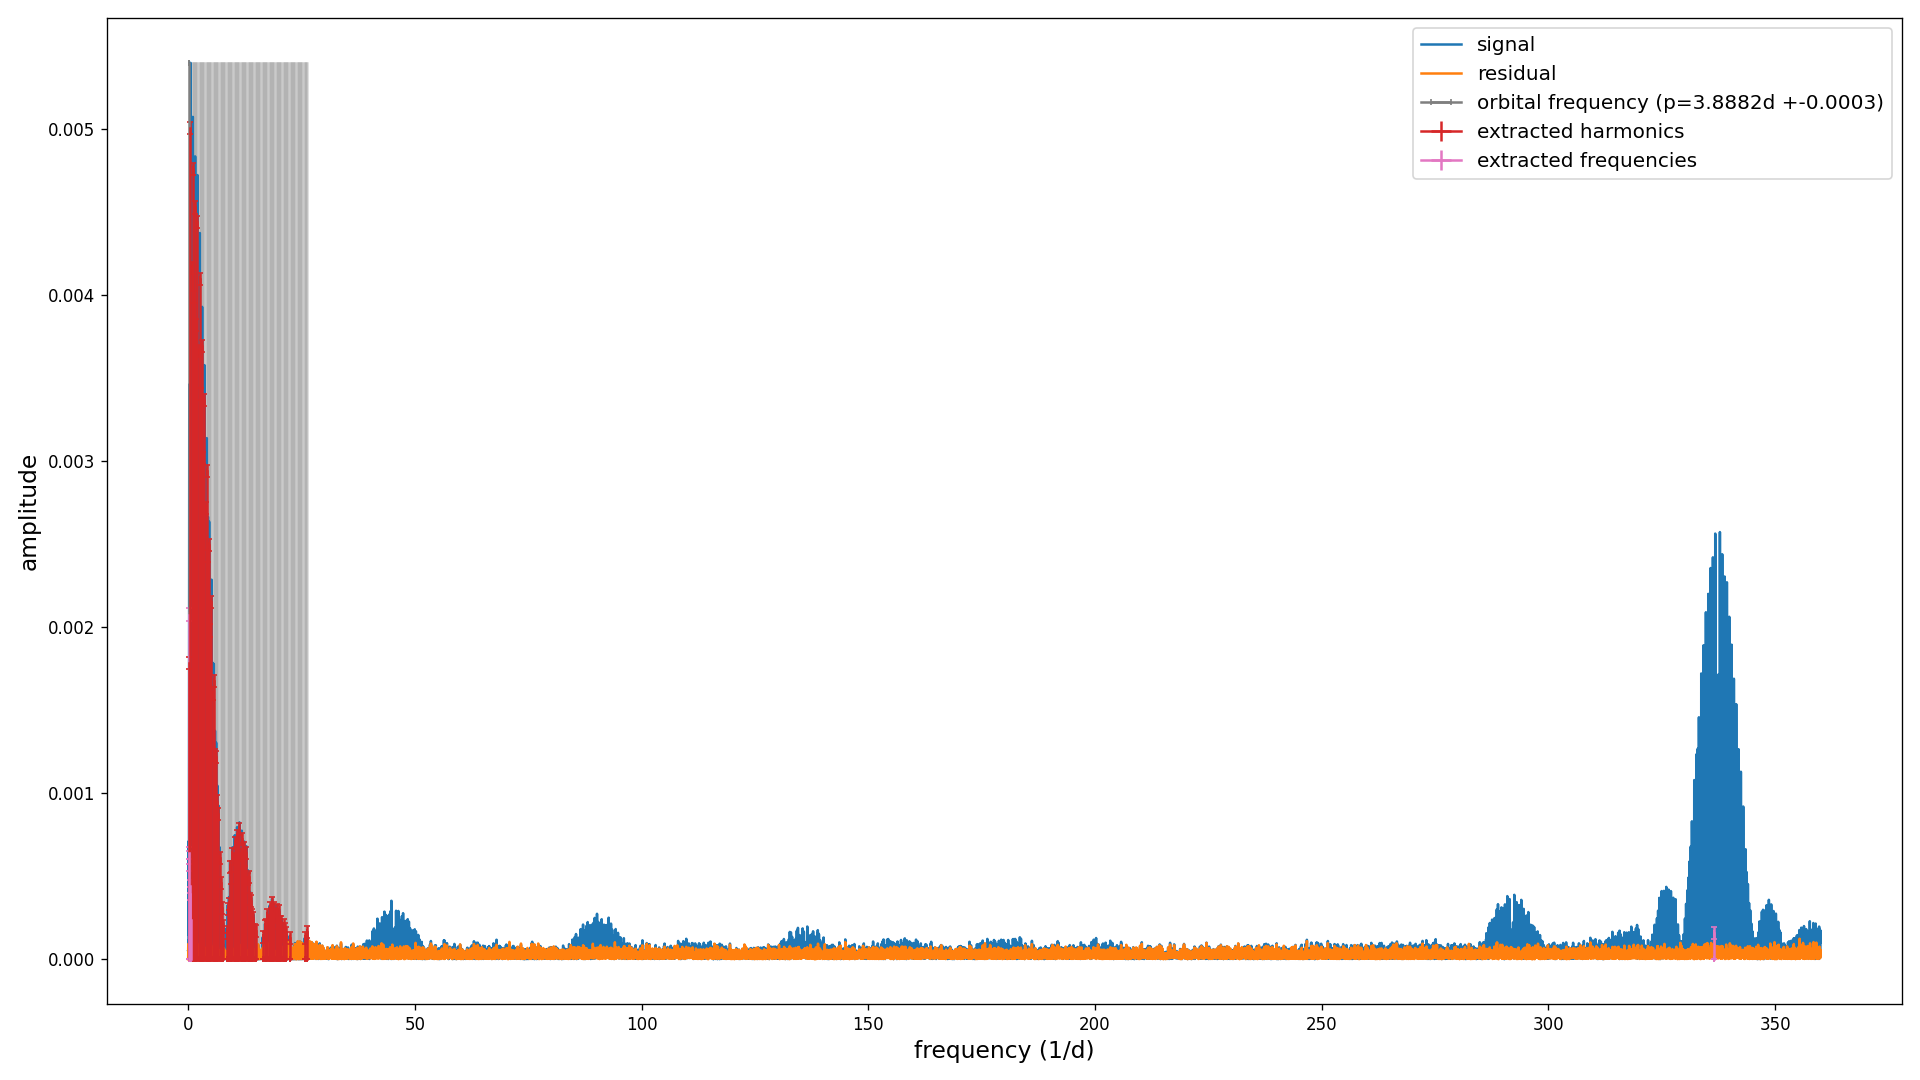 signal
residual
orbital frequency (p=3.8882d +-0.0003)
extracted harmonics
extracted frequencies
amplitude
0.005
0.004
0.003
0.002
0.001
0.000
0 50 100 150 200 250 300 350
frequency (1/d)